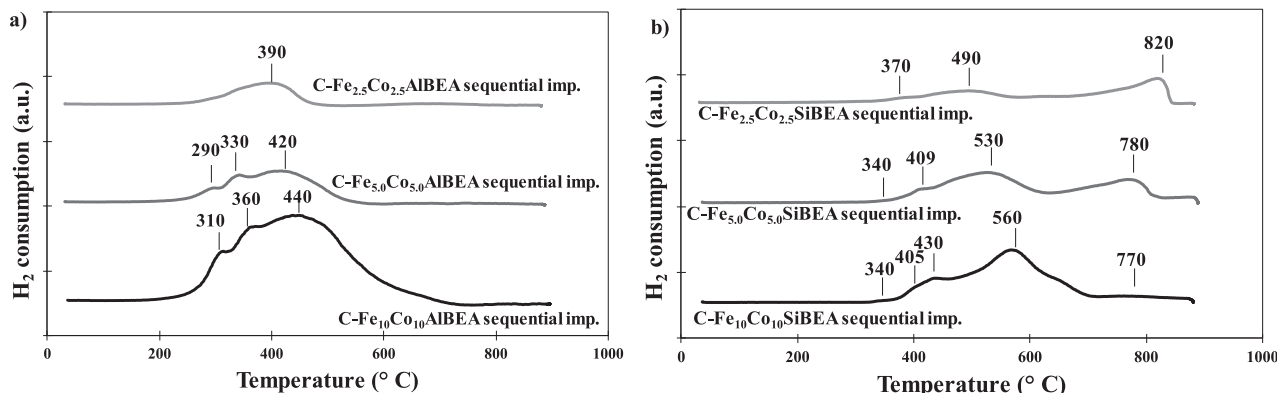 a)
H₂ consumption (a.u.)
390
C-Fe₂.₅Co₂.₅AlBEA sequential imp.
290 330 420
C-Fe₅.₀Co₅.₀AlBEA sequential imp.
310 360 440
C-Fe₁₀Co₁₀AlBEA sequential imp.
0 200 400 600 800 1000
Temperature (° C)
b)
H₂ consumption (a.u.)
370 490 820
C-Fe₂.₅Co₂.₅SiBEA sequential imp.
340 409 530 780
C-Fe₅.₀Co₅.₀SiBEA sequential imp.
340 405 430 560 770
C-Fe₁₀Co₁₀SiBEA sequential imp.
0 200 400 600 800 1000
Temperature (° C)